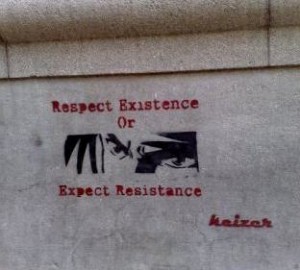 Respect Existence
Or
Expect Resistance
keizer